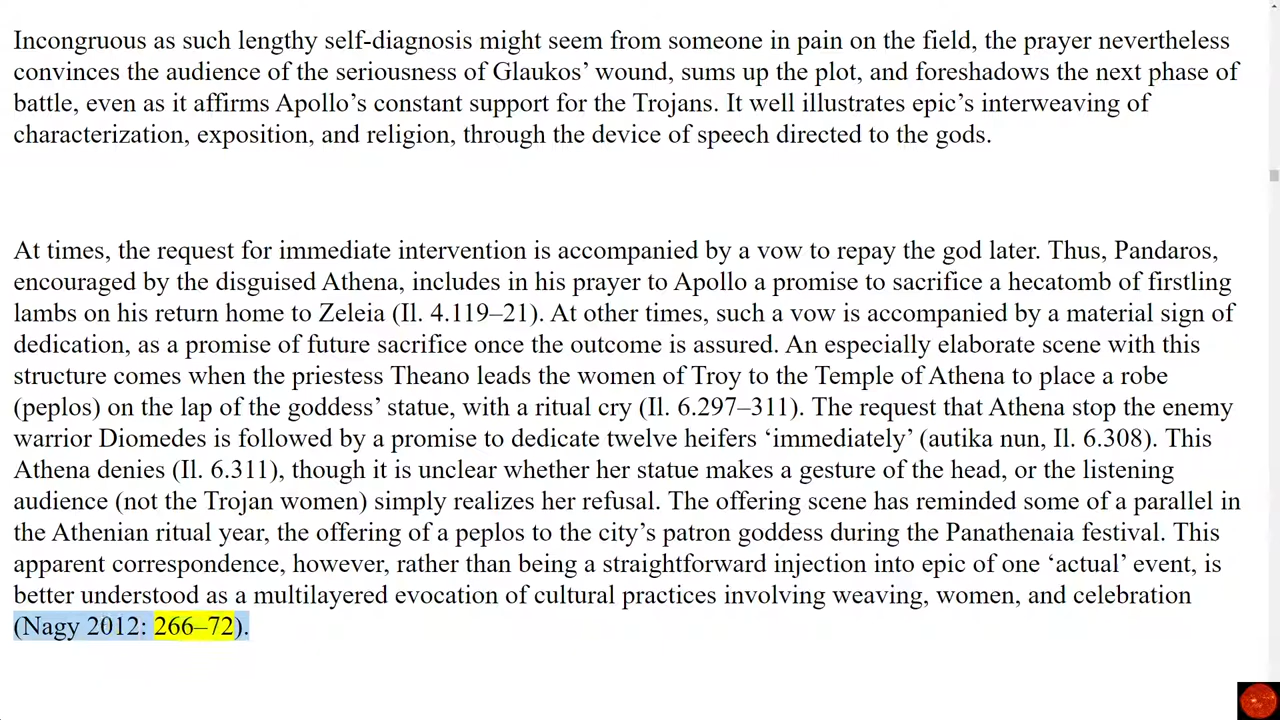 Incongruous as such lengthy self-diagnosis might seem from someone in pain on the field, the prayer nevertheless
convinces the audience of the seriousness of Glaukos’ wound, sums up the plot, and foreshadows the next phase of
battle, even as it affirms Apollo’s constant support for the Trojans. It well illustrates epic’s interweaving of
characterization, exposition, and religion, through the device of speech directed to the gods.
At times, the request for immediate intervention is accompanied by a vow to repay the god later. Thus, Pandaros,
encouraged by the disguised Athena, includes in his prayer to Apollo a promise to sacrifice a hecatomb of firstling
lambs on his return home to Zeleia (Il. 4.119–21). At other times, such a vow is accompanied by a material sign of
dedication, as a promise of future sacrifice once the outcome is assured. An especially elaborate scene with this
structure comes when the priestess Theano leads the women of Troy to the Temple of Athena to place a robe
(peplos) on the lap of the goddess’ statue, with a ritual cry (Il. 6.297–311). The request that Athena stop the enemy
warrior Diomedes is followed by a promise to dedicate twelve heifers ‘immediately’ (autika nun, Il. 6.308). This
Athena denies (Il. 6.311), though it is unclear whether her statue makes a gesture of the head, or the listening
audience (not the Trojan women) simply realizes her refusal. The offering scene has reminded some of a parallel in
the Athenian ritual year, the offering of a peplos to the city’s patron goddess during the Panathenaia festival. This
apparent correspondence, however, rather than being a straightforward injection into epic of one ‘actual’ event, is
better understood as a multilayered evocation of cultural practices involving weaving, women, and celebration
(Nagy 2012: 266–72).